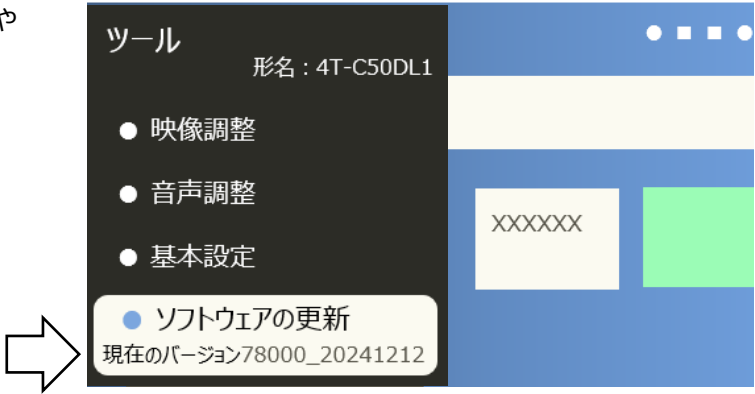 や
ツール
形名：4T-C50DL1
映像調整
音声調整
XXXXXX
基本設定
ソフトウェアの更新
現在のバージョン78000_20241212